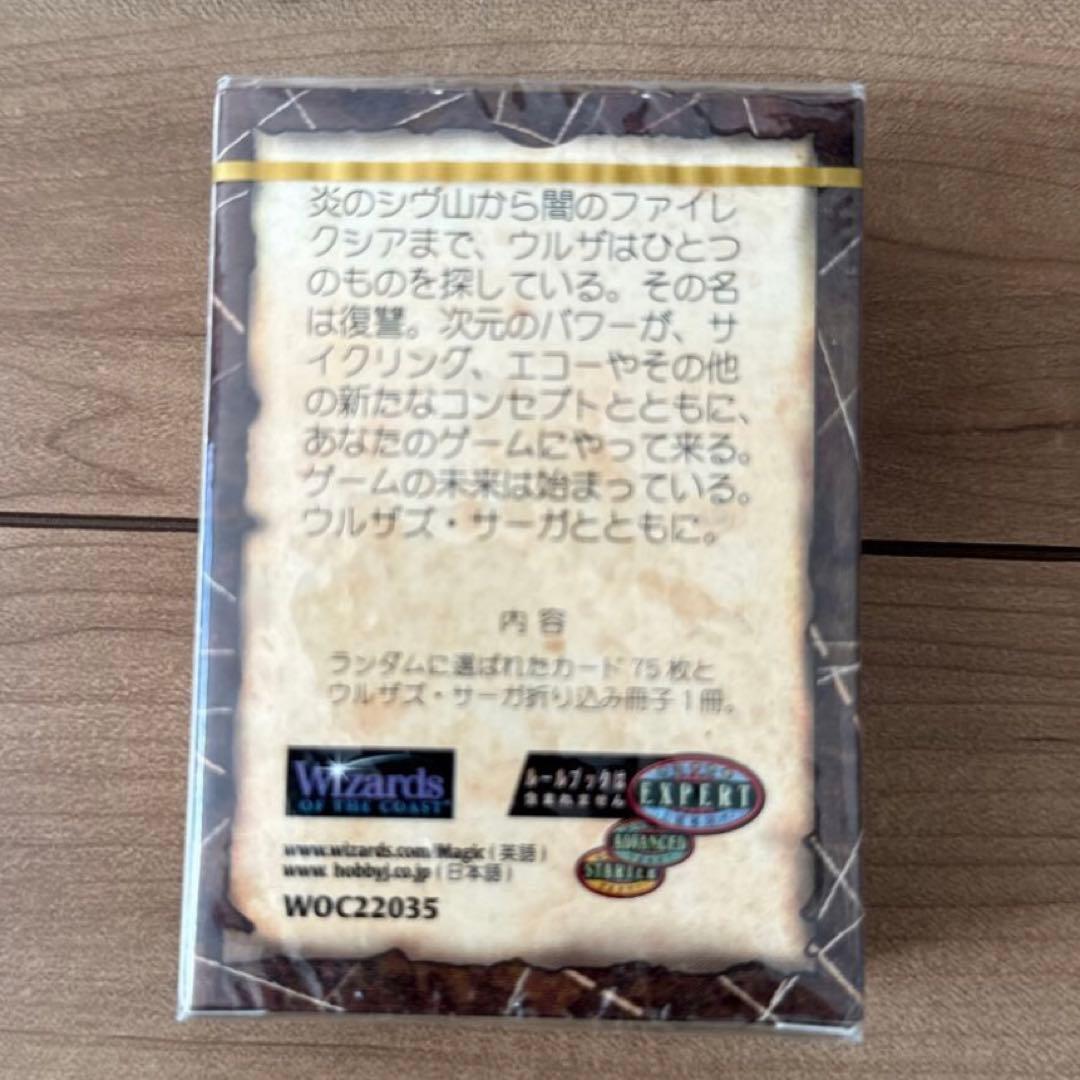 炎のシヴ山から闇のファイレ
クシアまで、ウルザはひとつ
のものを探している。その名
は復讐。次元のパワーが、サ
イクリング、エコーやその他
の新たなコンセプトとともに、
あなたのゲームにやって来る。
ゲームの未来は始まっている。
ウルザズ・サーガとともに。
内容
ランダムに選ばれたカード75枚と
ウルザズ・サーガ折り込み冊子1冊。
Wizards
OF THE COAST
ルールブックは
含まれません
EXPERT
ADVANCED
STARTER
www.wizards.com/Magic(英語)
www.hobbyj.co.jp(日本語)
WOC22035